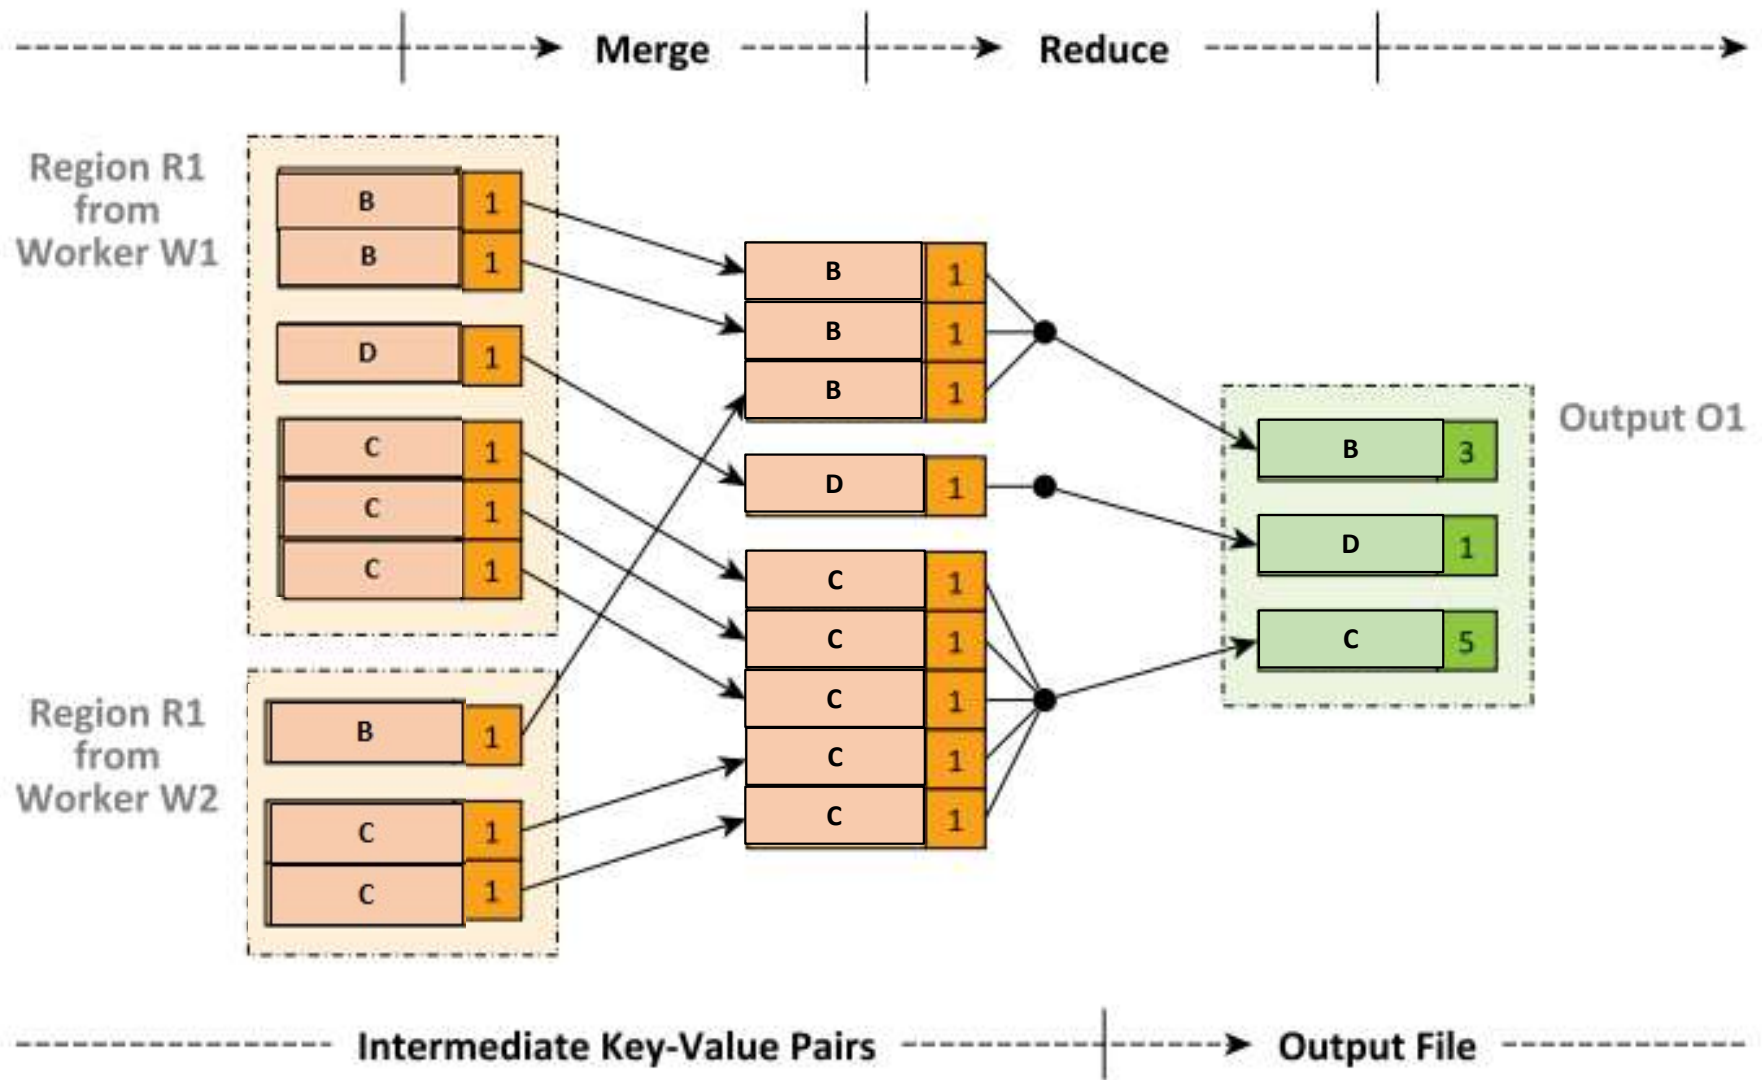 Merge
Reduce
Region R1
from
Worker W1
B 1
B 1
D 1
C 1
C 1
C 1
Region R1
from
Worker W2
B 1
C 1
C 1
B 1
B 1
B 1
D 1
C 1
C 1
C 1
C 1
C 1
Output O1
B 3
D 1
C 5
Intermediate Key-Value Pairs
Output File